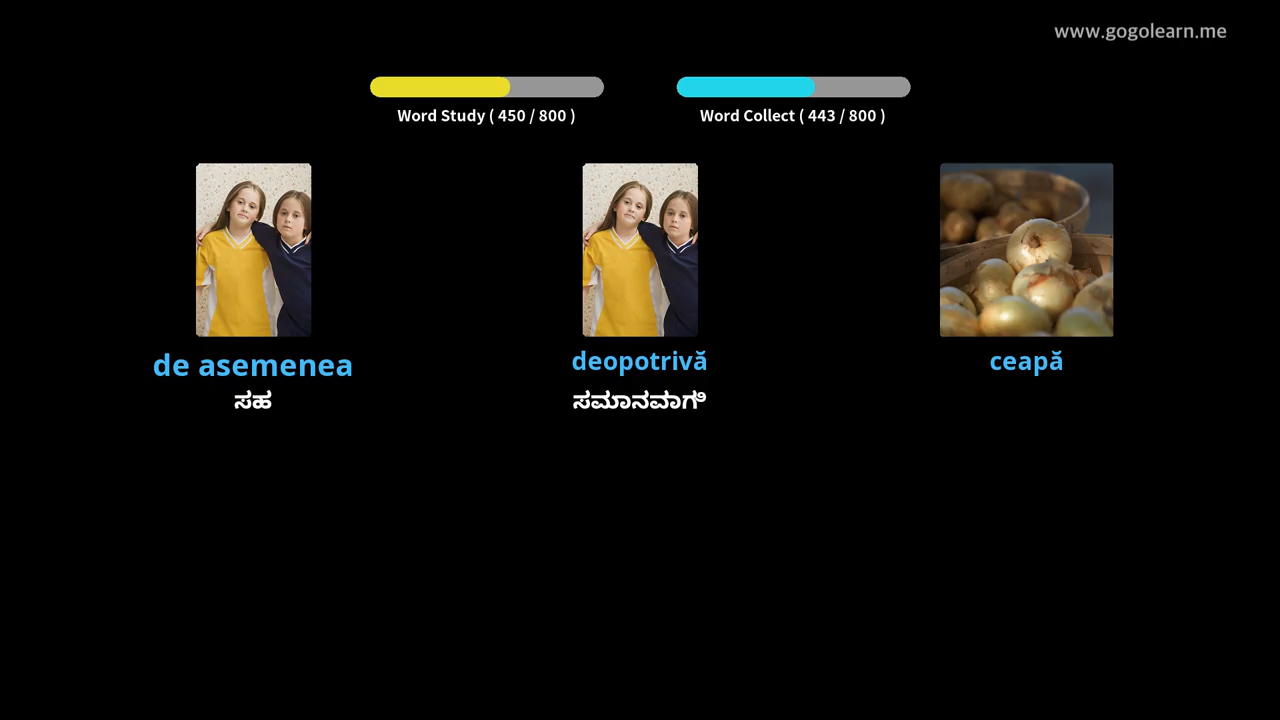 www.gogolearn.me
Word Study ( 450 / 800 )
Word Collect ( 443 / 800 )
de asemenea
deopotrivă
ceapă
ಸಹ
ಸಮಾನವಾಗಿ